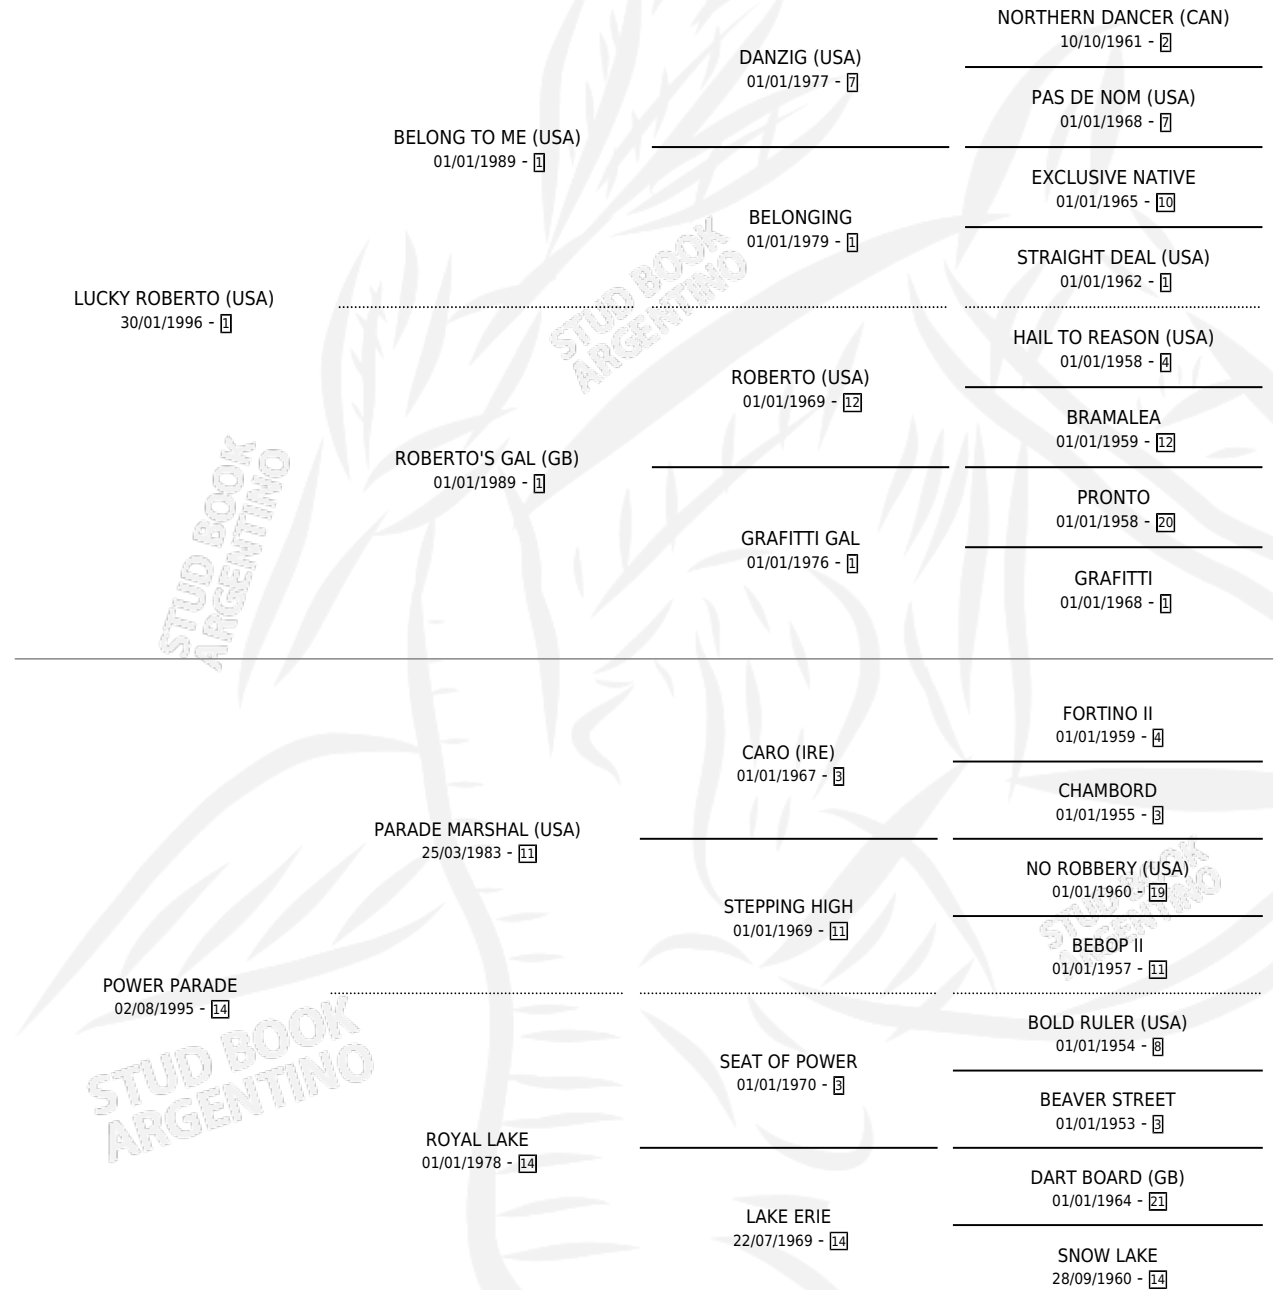 NORTHERN DANCER (CAN)
10/10/1961 - 2
DANZIG (USA)
01/01/1977 - 7
PAS DE NOM (USA)
01/01/1968 - 7
BELONG TO ME (USA)
01/01/1989 - 1
EXCLUSIVE NATIVE
01/01/1965 - 10
BELONGING
01/01/1979 - 1
STRAIGHT DEAL (USA)
01/01/1962 - 1
LUCKY ROBERTO (USA)
30/01/1996 - 1
HAIL TO REASON (USA)
01/01/1958 - 4
ROBERTO (USA)
01/01/1969 - 12
BRAMALEA
01/01/1959 - 12
ROBERTO'S GAL (GB)
01/01/1989 - 1
PRONTO
01/01/1958 - 20
GRAFITTI GAL
01/01/1976 - 1
GRAFITTI
01/01/1968 - 1
FORTINO II
01/01/1959 - 4
CARO (IRE)
01/01/1967 - 3
CHAMBORD
01/01/1955 - 3
PARADE MARSHAL (USA)
25/03/1983 - 11
NO ROBBERY (USA)
01/01/1960 - 19
STEPPING HIGH
01/01/1969 - 11
BEBOP II
01/01/1957 - 11
POWER PARADE
02/08/1995 - 14
BOLD RULER (USA)
01/01/1954 - 8
SEAT OF POWER
01/01/1970 - 3
BEAVER STREET
01/01/1953 - 3
ROYAL LAKE
01/01/1978 - 14
DART BOARD (GB)
01/01/1964 - 21
LAKE ERIE
22/07/1969 - 14
SNOW LAKE
28/09/1960 - 14
STUD BOOK
ARGENTINO
STUD BOOK
ARGENTINO
STUD BOOK
ARGENTINO
STUD BOOK
ARGENTINO